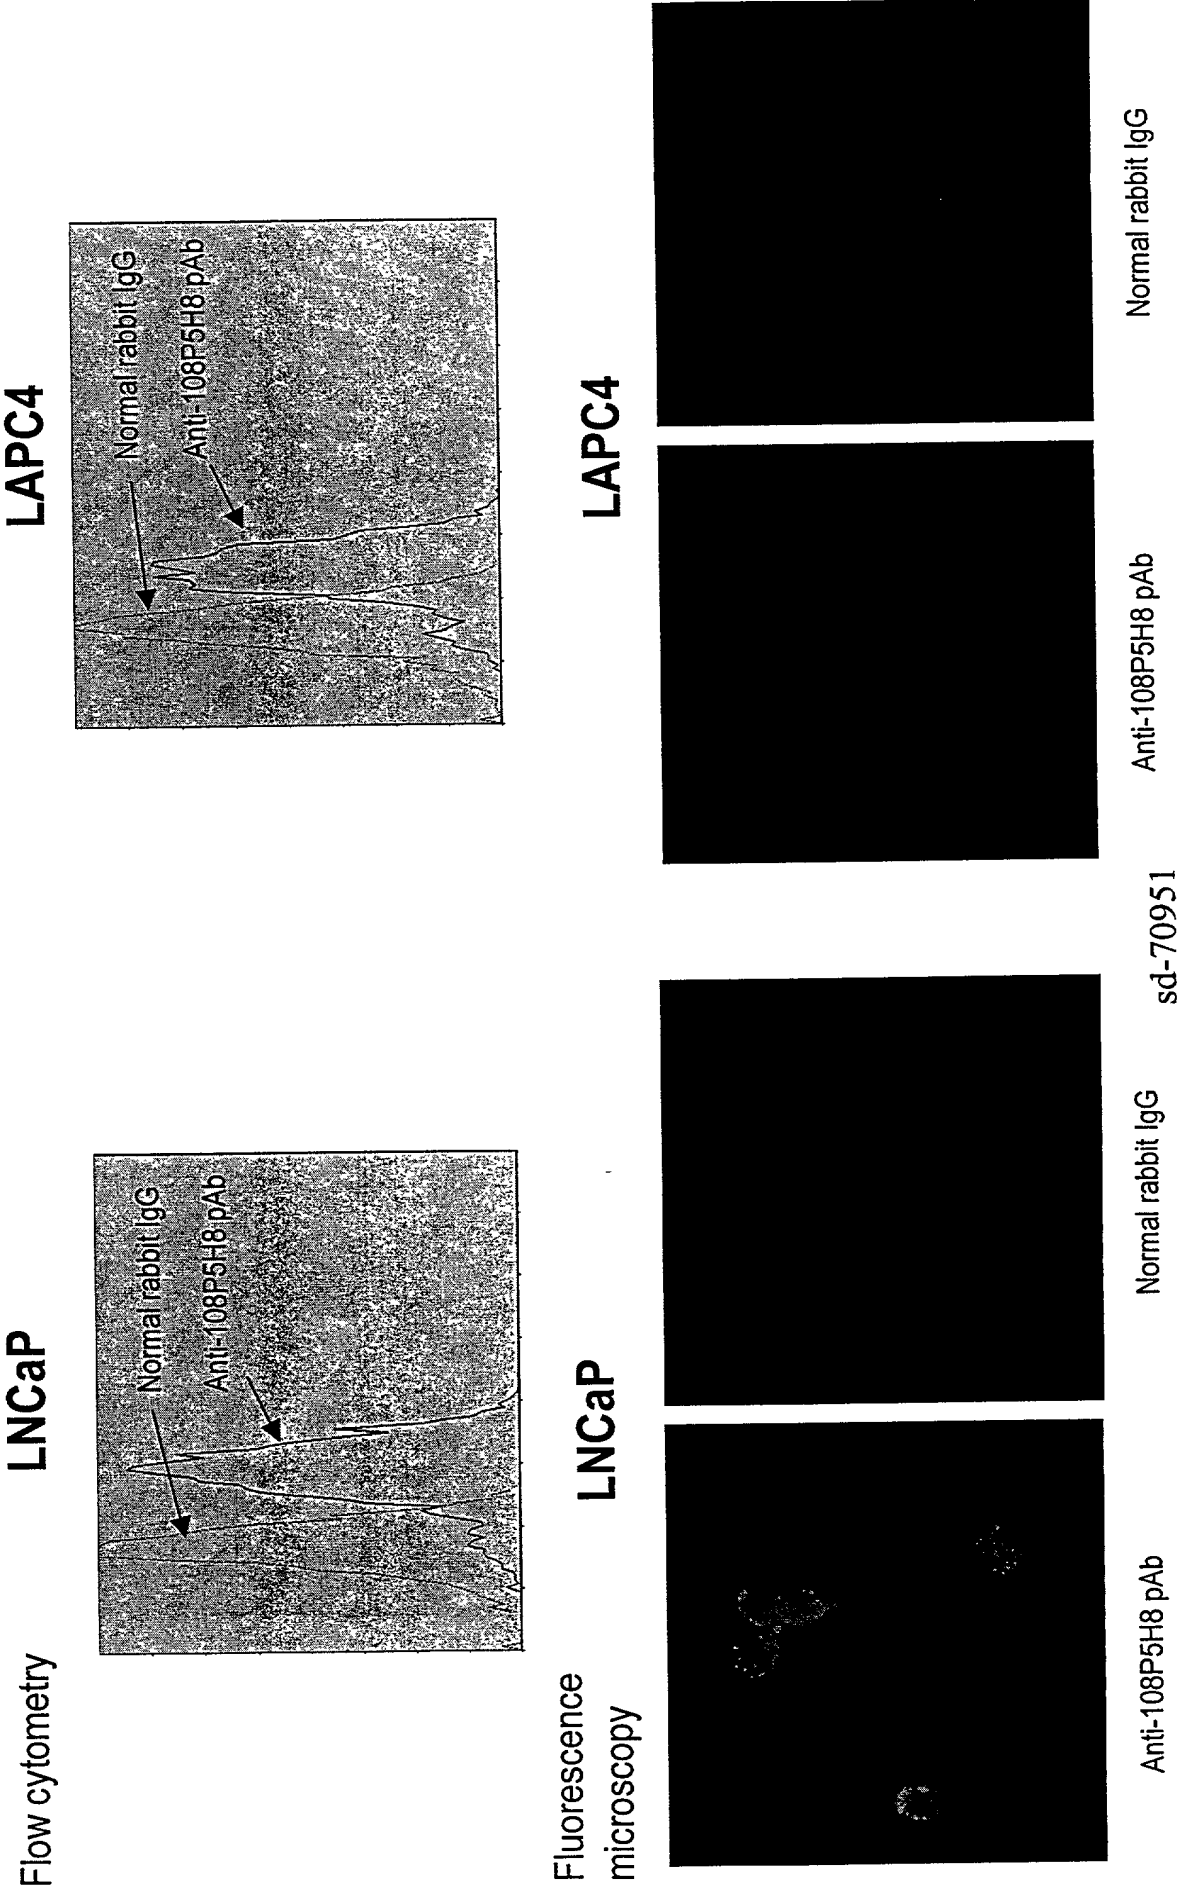 Flow cytometry
LNCaP
LAPC4
Normal rabbit IgG
Anti-108P5H8 pAb
Normal rabbit IgG
Anti-108P5H8 pAb
Fluorescence
microscopy
LNCaP
LAPC4
Anti-108P5H8 pAb
Normal rabbit IgG
Anti-108P5H8 pAb
Normal rabbit IgG
sd-70951